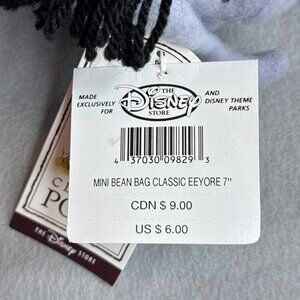 MADE
EXCLUSIVELY
FOR
THE
Disney
STORE
AND
DISNEY THEME
PARKS
4 37030 09829 3
MINI BEAN BAG CLASSIC EEYORE 7"
CDN $ 9.00
US $ 6.00
THE Disney STORE